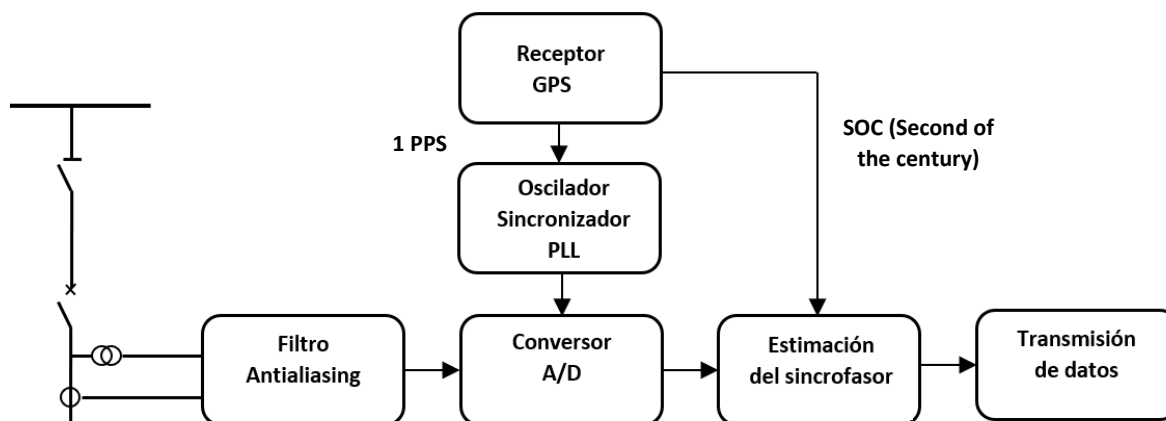 Receptor
GPS
1 PPS
SOC (Second of
the century)
Oscilador
Sincronizador
PLL
Filtro
Antialiasing
Conversor
A/D
Estimación
del sincrofasor
Transmisión
de datos